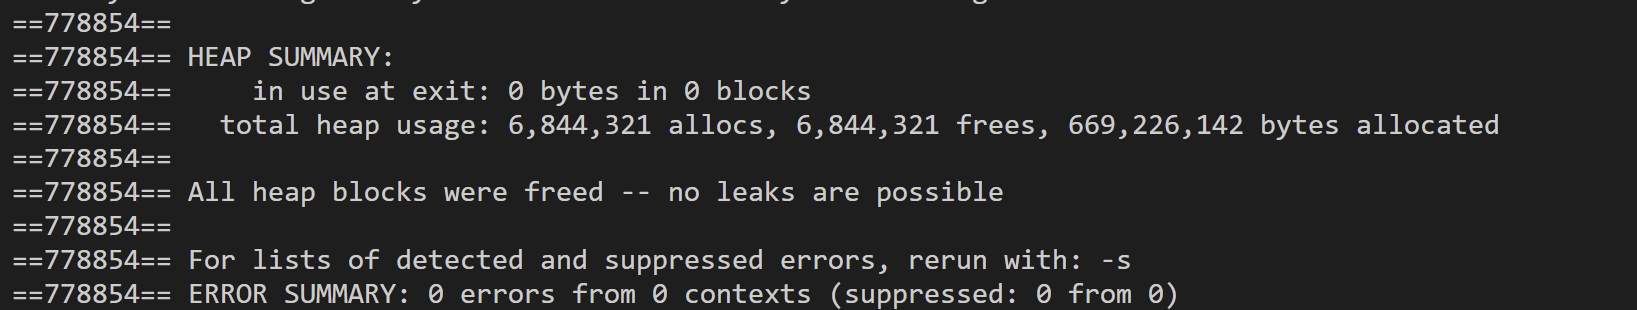 ==778854==
==778854== HEAP SUMMARY:
==778854==     in use at exit: 0 bytes in 0 blocks
==778854==   total heap usage: 6,844,321 allocs, 6,844,321 frees, 669,226,142 bytes allocated
==778854==
==778854== All heap blocks were freed -- no leaks are possible
==778854==
==778854== For lists of detected and suppressed errors, rerun with: -s
==778854== ERROR SUMMARY: 0 errors from 0 contexts (suppressed: 0 from 0)